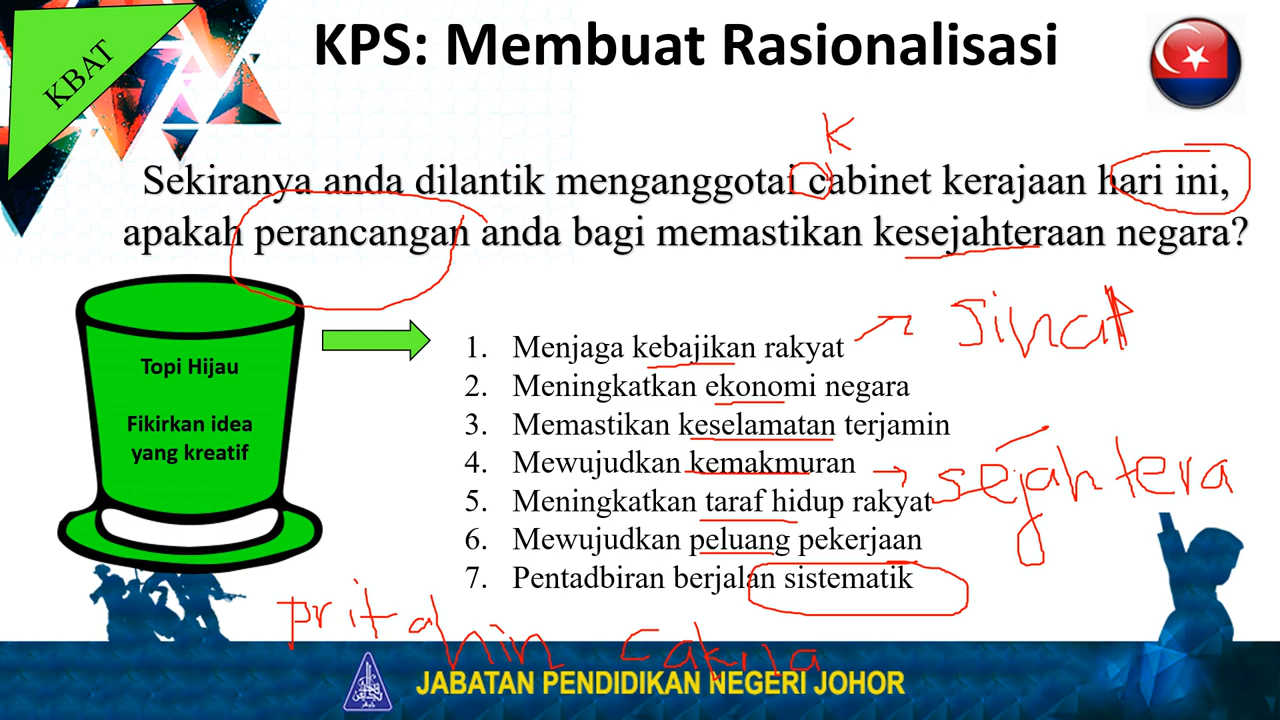 KBAT
KPS: Membuat Rasionalisasi
K
Sekiranya anda dilantik menganggotai cabinet kerajaan hari ini,
apakah perancangan anda bagi memastikan kesejahteraan negara?
Topi Hijau
Fikirkan idea
yang kreatif
1. Menjaga kebajikan rakyat
2. Meningkatkan ekonomi negara
3. Memastikan keselamatan terjamin
4. Mewujudkan kemakmuran
5. Meningkatkan taraf hidup rakyat
6. Mewujudkan peluang pekerjaan
7. Pentadbiran berjalan sistematik
sejahtera
cakna
JABATAN PENDIDIKAN NEGERI JOHOR